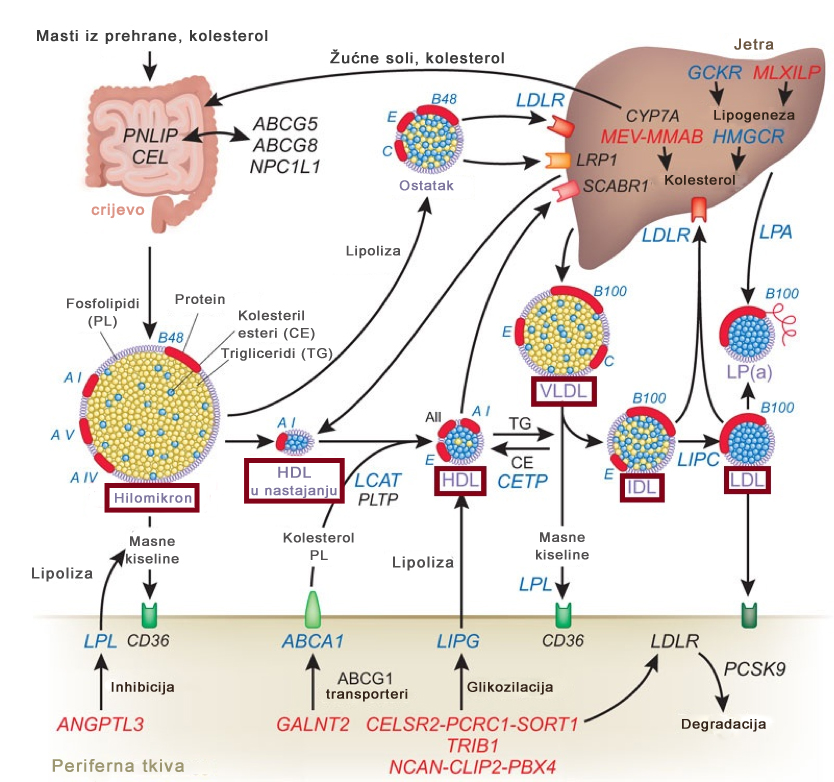 Masti iz prehrane, kolesterol
Žućne soli, kolesterol
Jetra
GCKR MLXILP
CYP7A Lipogeneza
MEV-MMAB HMGCR
Kolesterol
PNLIP
CEL
ABCG5
ABCG8
NPC1L1
crijevo
E B48
C
Ostatak
LDLR
LRP1
SCABR1
LDLR
LPA
Lipoliza
Fosfolipidi
(PL)
Protein
Kolesteril
esteri (CE)
Trigliceridi (TG)
B48
A I
A V
A IV
Hilomikron
A I
HDL
u nastajanju
LCAT
PLTP
Kolesterol
PL
AII A I
E
HDL
TG
CE
CETP
B100
E
C
VLDL
B100
E
IDL
LIPC
B100
LP(a)
B100
LDL
Masne
kiseline
Lipoliza
Lipoliza
Masne
kiseline
LPL
LPL CD36
ABCA1
LIPG
CD36
LDLR
PCSK9
Inhibicija
ABCG1
transporteri
Glikozilacija
ANGPTL3
GALNT2
CELSR2-PCRC1-SORT1
TRIB1
NCAN-CLIP2-PBX4
Degradacija
Periferna tkiva